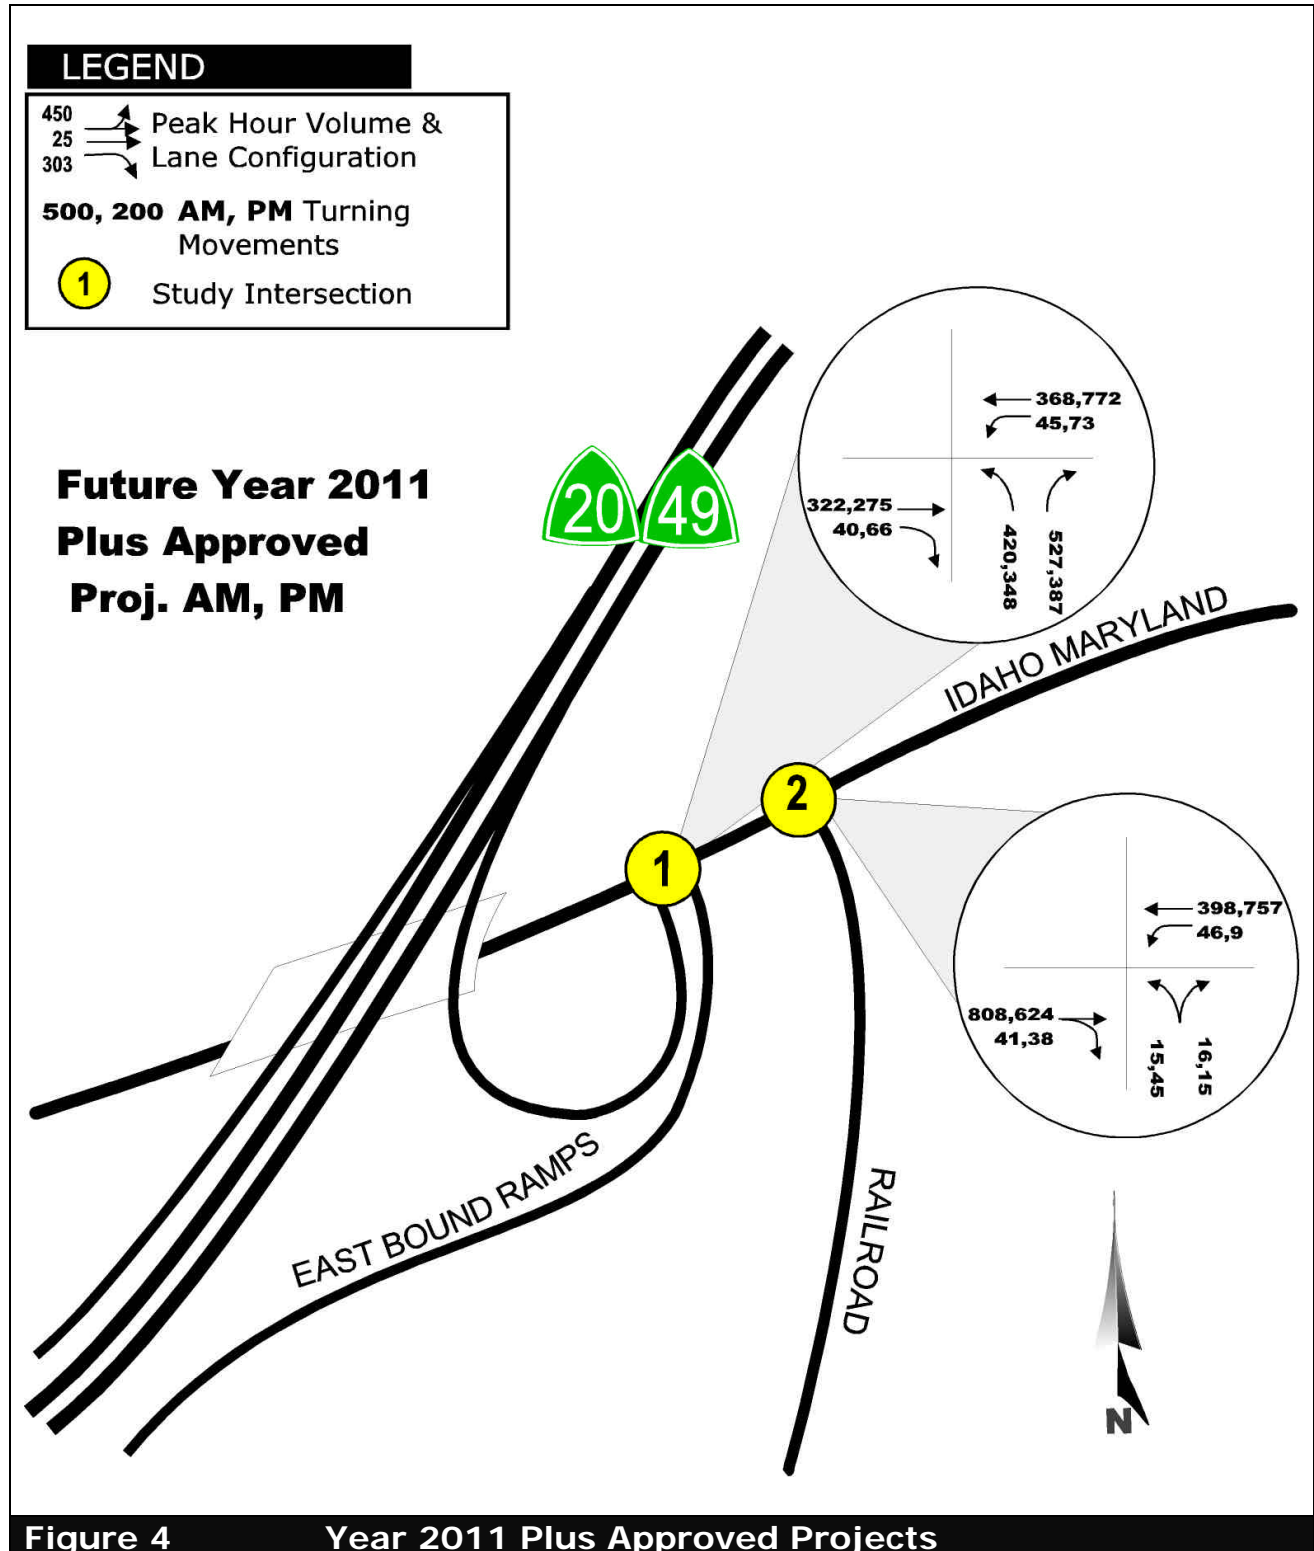 LEGEND
450
25
303
Peak Hour Volume &
Lane Configuration
500, 200 AM, PM Turning
Movements
1
Study Intersection
Future Year 2011
Plus Approved
Proj. AM, PM
20
49
368,772
45,73
322,275
40,66
420,348
527,387
IDAHO MARYLAND
2
1
398,757
46,9
808,624
41,38
15,45
16,15
EAST BOUND RAMPS
RAILROAD
N
Figure 4 Year 2011 Plus Approved Projects